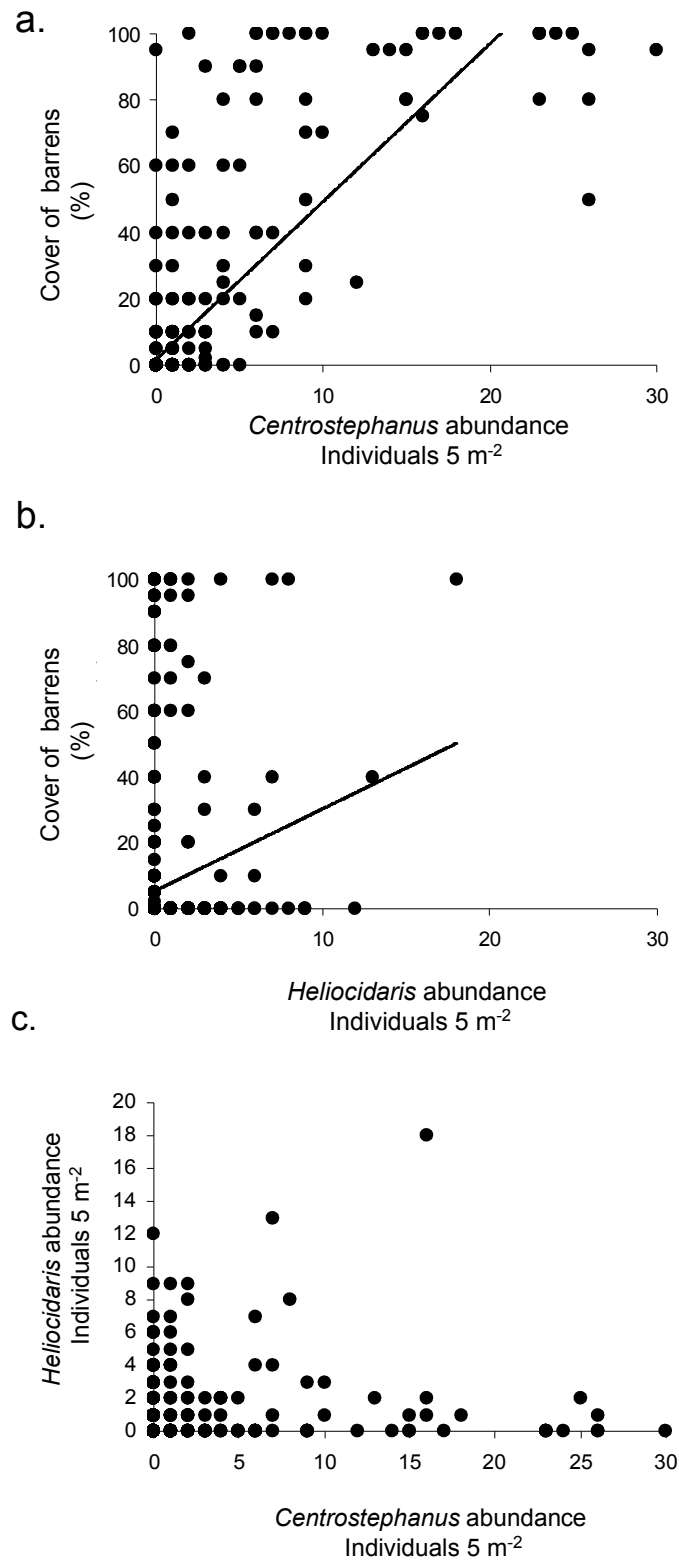 a.
Cover of barrens
(%)
100
80
60
40
20
0
0 10 20 30
Centrostephanus abundance
Individuals 5 m-2
b.
Cover of barrens
(%)
100
80
60
40
20
0
0 10 20 30
Heliocidaris abundance
Individuals 5 m-2
c.
Heliocidaris abundance
Individuals 5 m-2
20
18
16
14
12
10
8
6
4
2
0
0 5 10 15 20 25 30
Centrostephanus abundance
Individuals 5 m-2